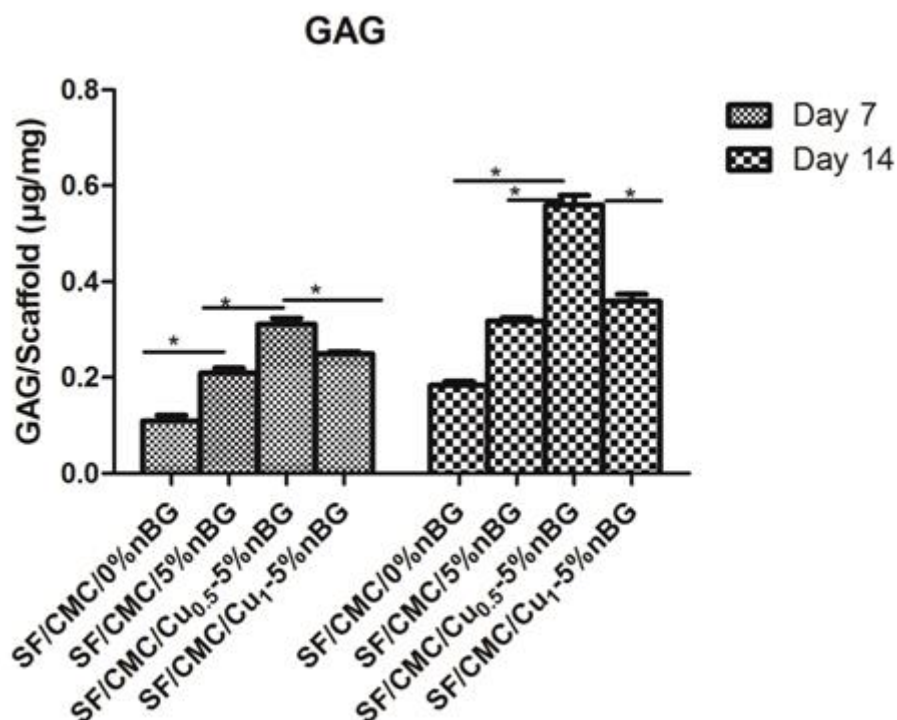 GAG
GAG/Scaffold (µg/mg)
0.8
0.6
0.4
0.2
0.0
* * * * * *
SF/CMC/0%nBG
SF/CMC/5%nBG
SF/CMC/Cu₀.₅-5%nBG
SF/CMC/Cu₁-5%nBG
SF/CMC/0%nBG
SF/CMC/5%nBG
SF/CMC/Cu₀.₅-5%nBG
SF/CMC/Cu₁-5%nBG
Day 7
Day 14